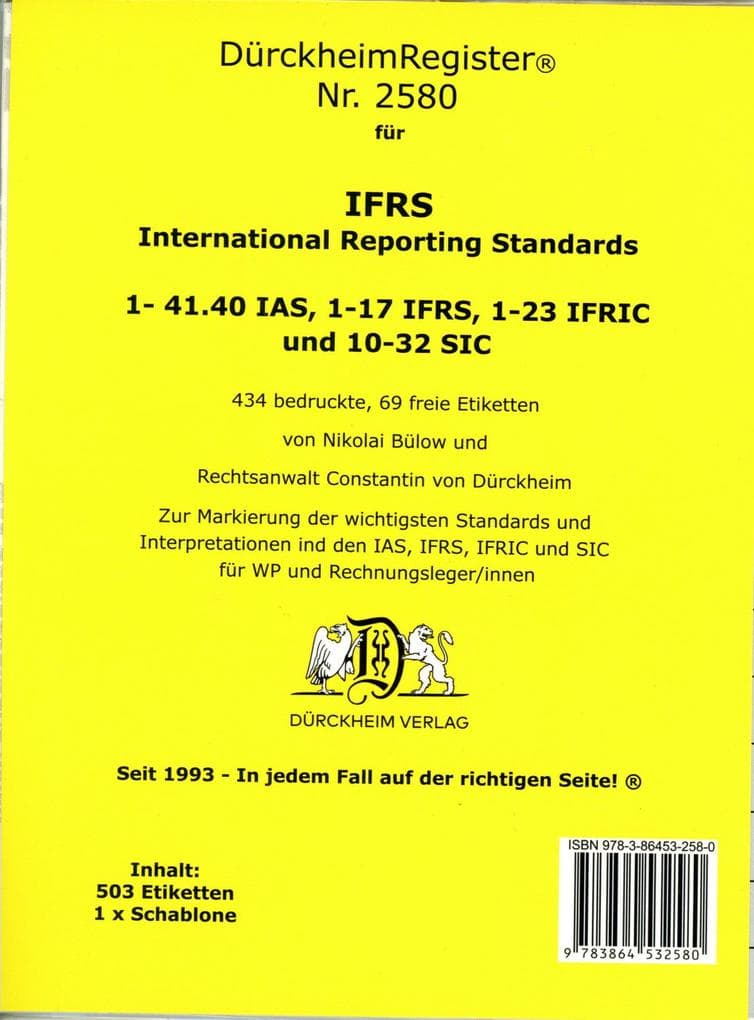 DürckheimRegister®
Nr. 2580
für
IFRS
International Reporting Standards
1- 41.40 IAS, 1-17 IFRS, 1-23 IFRIC
und 10-32 SIC
434 bedruckte, 69 freie Etiketten
von Nikolai Bülow und
Rechtsanwalt Constantin von Dürckheim
Zur Markierung der wichtigsten Standards und
Interpretationen ind den IAS, IFRS, IFRIC und SIC
für WP und Rechnungsleger/innen
D
DÜRCKHEIM VERLAG
Seit 1993 - In jedem Fall auf der richtigen Seite! ®
Inhalt:
503 Etiketten
1 x Schablone
ISBN 978-3-86453-258-0
9 783864 532580